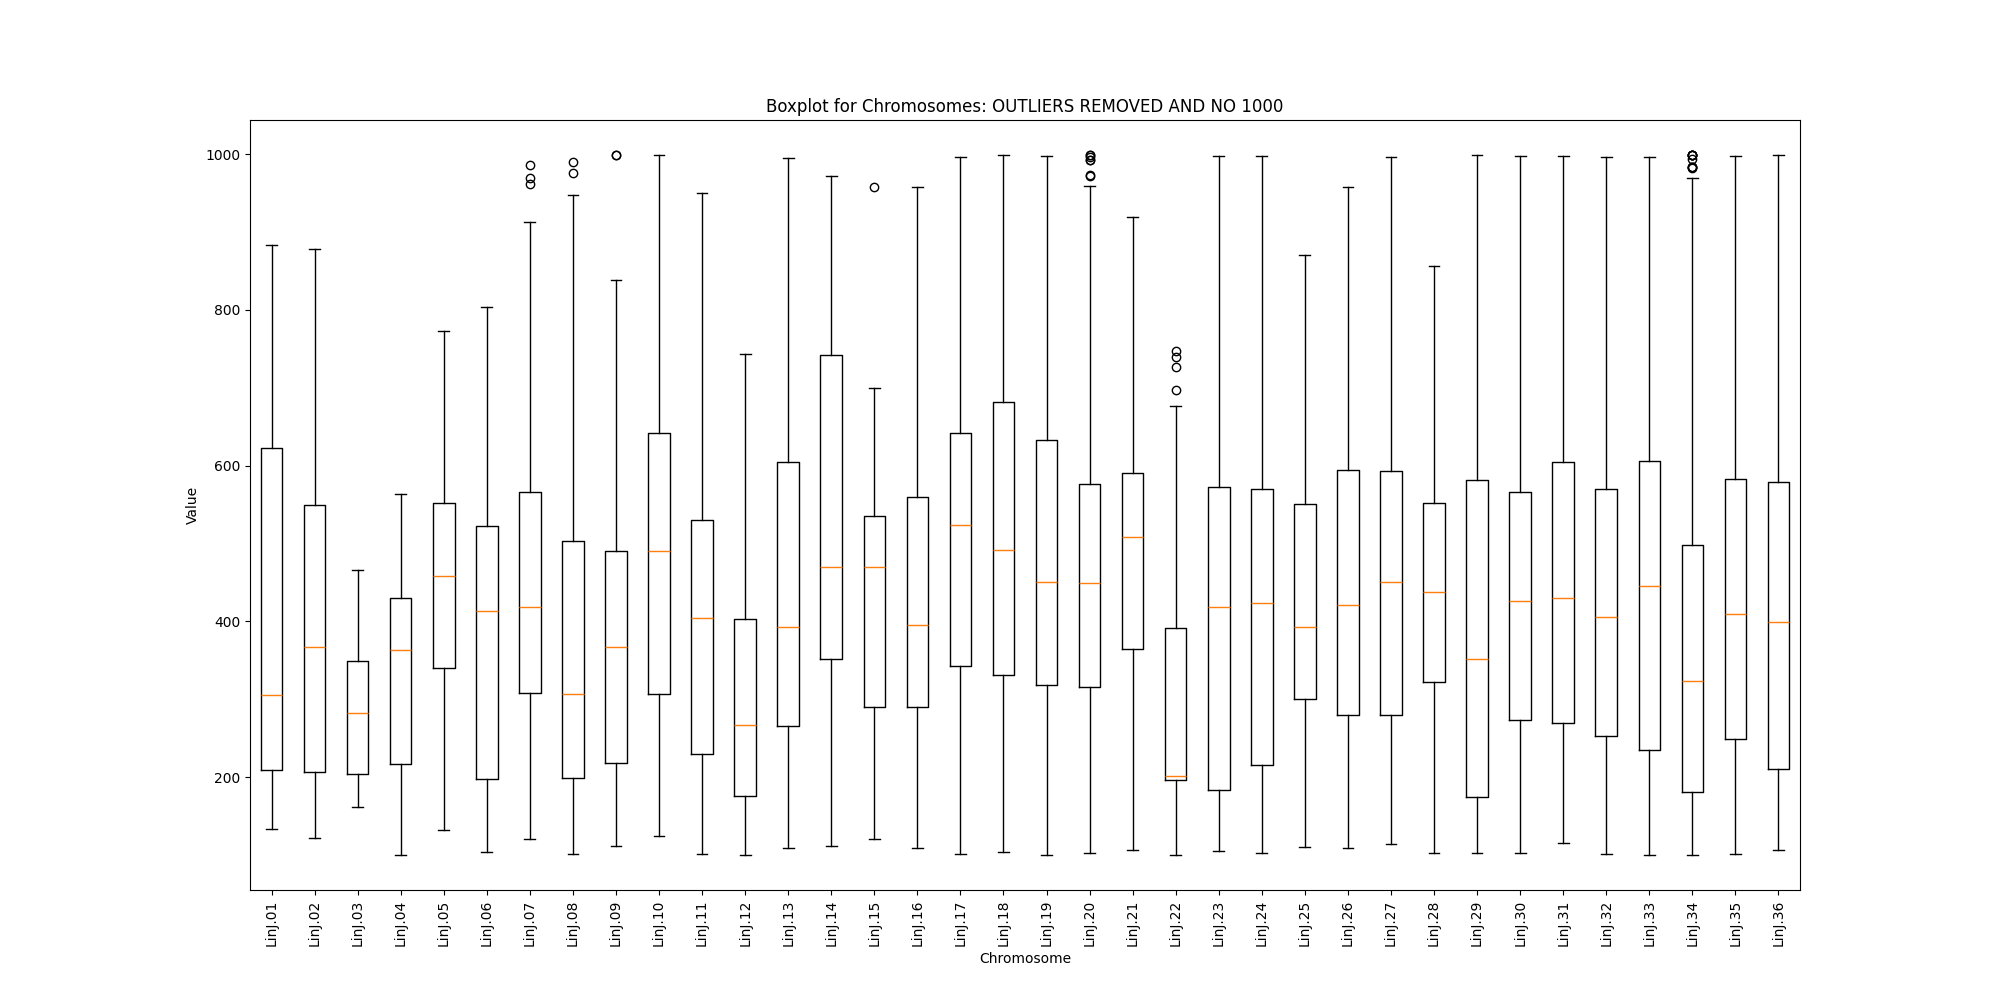 Boxplot for Chromosomes: OUTLIERS REMOVED AND NO 1000
1000
800
600
400
200
Value
LinJ.01
LinJ.02
LinJ.03
LinJ.04
LinJ.05
LinJ.06
LinJ.07
LinJ.08
LinJ.09
LinJ.10
LinJ.11
LinJ.12
LinJ.13
LinJ.14
LinJ.15
LinJ.16
LinJ.17
LinJ.18
LinJ.19
LinJ.20
LinJ.21
LinJ.22
LinJ.23
LinJ.24
LinJ.25
LinJ.26
LinJ.27
LinJ.28
LinJ.29
LinJ.30
LinJ.31
LinJ.32
LinJ.33
LinJ.34
LinJ.35
LinJ.36
Chromosome